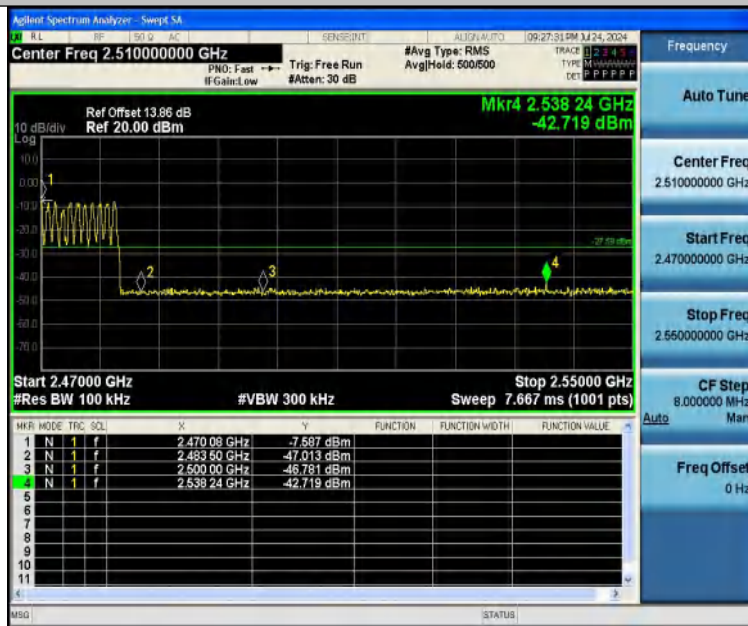 Agilent Spectrum Analyzer - Swept SA
RL RF 50 Ω AC SENSE:INT ALIGN AUTO 09:27:31 PM Jul 24, 2024
Center Freq 2.510000000 GHz
PNO: Fast
IFGain:Low
Trig: Free Run
#Atten: 30 dB
#Avg Type: RMS
Avg|Hold: 500/500
TRACE 1 2 3 4 5 6
TYPE M
DET P P P P P P
Ref Offset 13.86 dB
10 dB/div Ref 20.00 dBm
Log
Mkr4 2.538 24 GHz
-42.719 dBm
10.0
0.00
-10.0
-20.0
-30.0
-40.0
-50.0
-60.0
-70.0
1
2
3
4
-27.59 dBm
Start 2.47000 GHz Stop 2.55000 GHz
#Res BW 100 kHz #VBW 300 kHz Sweep 7.667 ms (1001 pts)
MKR MODE TRC SCL X Y FUNCTION FUNCTION WIDTH FUNCTION VALUE
1 N 1 f 2.470 08 GHz -7.587 dBm
2 N 1 f 2.483 50 GHz -47.013 dBm
3 N 1 f 2.500 00 GHz -46.781 dBm
4 N 1 f 2.538 24 GHz -42.719 dBm
5
6
7
8
9
10
11
MSG STATUS
Frequency
Auto Tune
Center Freq
2.510000000 GHz
Start Freq
2.470000000 GHz
Stop Freq
2.550000000 GHz
CF Step
8.000000 MHz
Auto Man
Freq Offset
0 Hz